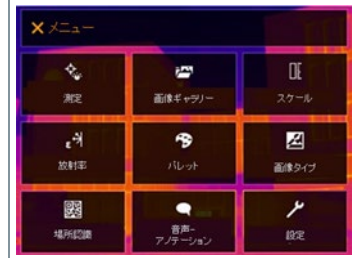 × メニュー
測定
画像ギャラリー
スケール
放射率
パレット
画像タイプ
場所認識
音声-
アノテーション
設定